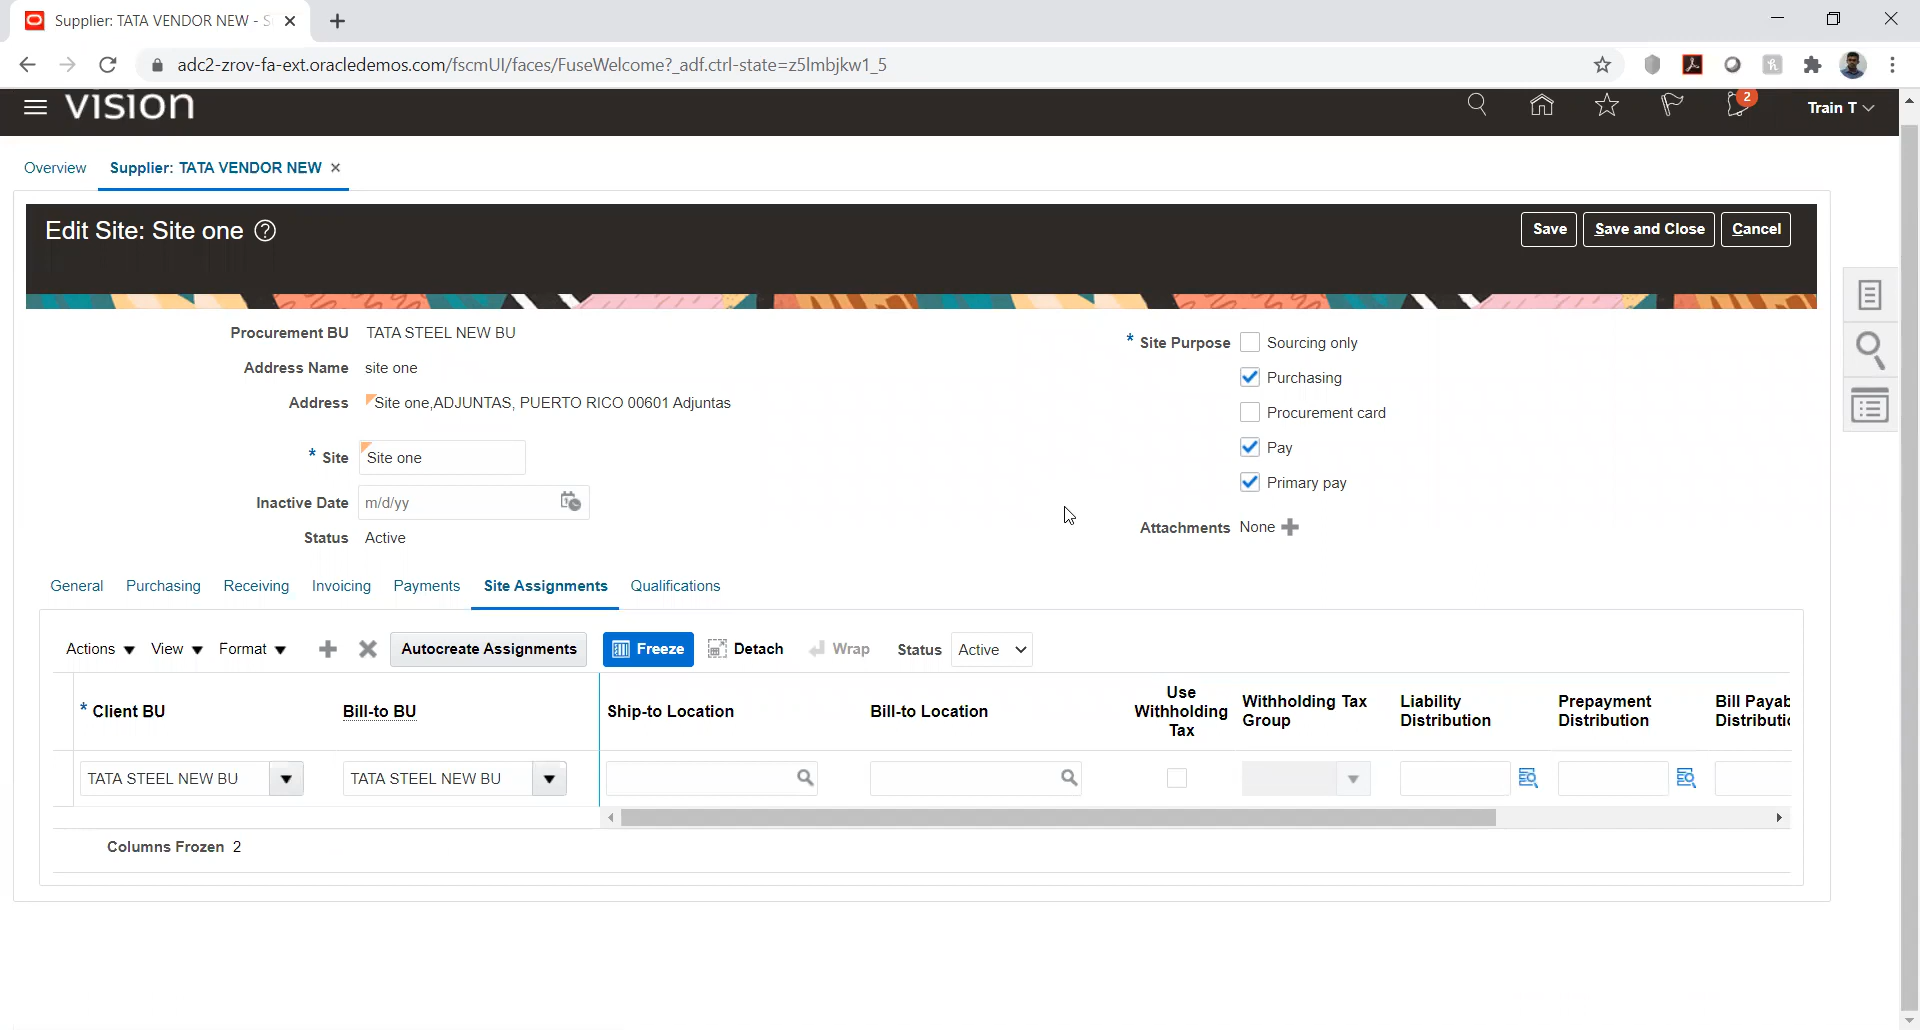 Supplier: TATA VENDOR NEW - S
adc2-zrov-fa-ext.oracledemos.com/fscmUI/faces/FuseWelcome?_adf.ctrl-state=z5lmbjkw1_5
vision
2
Train T
Overview
Supplier: TATA VENDOR NEW
Edit Site: Site one
Save
Save and Close
Cancel
Procurement BU TATA STEEL NEW BU
Address Name site one
Address Site one,ADJUNTAS, PUERTO RICO 00601 Adjuntas
* Site Site one
Inactive Date m/d/yy
Status Active
* Site Purpose Sourcing only
Purchasing
Procurement card
Pay
Primary pay
Attachments None
General Purchasing Receiving Invoicing Payments Site Assignments Qualifications
Actions View Format Autocreate Assignments Freeze Detach Wrap Status Active
* Client BU
Bill-to BU
Ship-to Location
Bill-to Location
Use
Withholding
Tax
Withholding Tax
Group
Liability
Distribution
Prepayment
Distribution
Bill Payab
Distributi
TATA STEEL NEW BU
TATA STEEL NEW BU
Columns Frozen 2